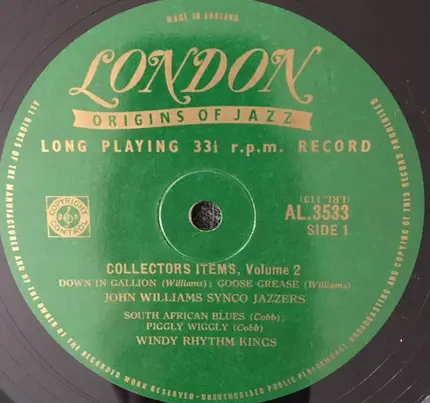 MADE IN ENGLAND
LONDON
ORIGINS OF JAZZ
LONG PLAYING 33⅓ r.p.m. RECORD
COPYRIGHT
CONTROL
AL.3533
SIDE 1
COLLECTORS ITEMS, Volume 2
DOWN IN GALLION (Williams) ; GOOSE GREASE (Williams)
JOHN WILLIAMS SYNCO JAZZERS
SOUTH AFRICAN BLUES (Cobb) ;
PIGGLY WIGGLY (Cobb)
WINDY RHYTHM KINGS
ALL RIGHTS OF THE MANUFACTURER AND OF THE OWNER OF THE RECORDED WORK RESERVED · UNAUTHORISED PUBLIC PERFORMANCE BROADCASTING AND COPYING OF THIS RECORD PROHIBITED